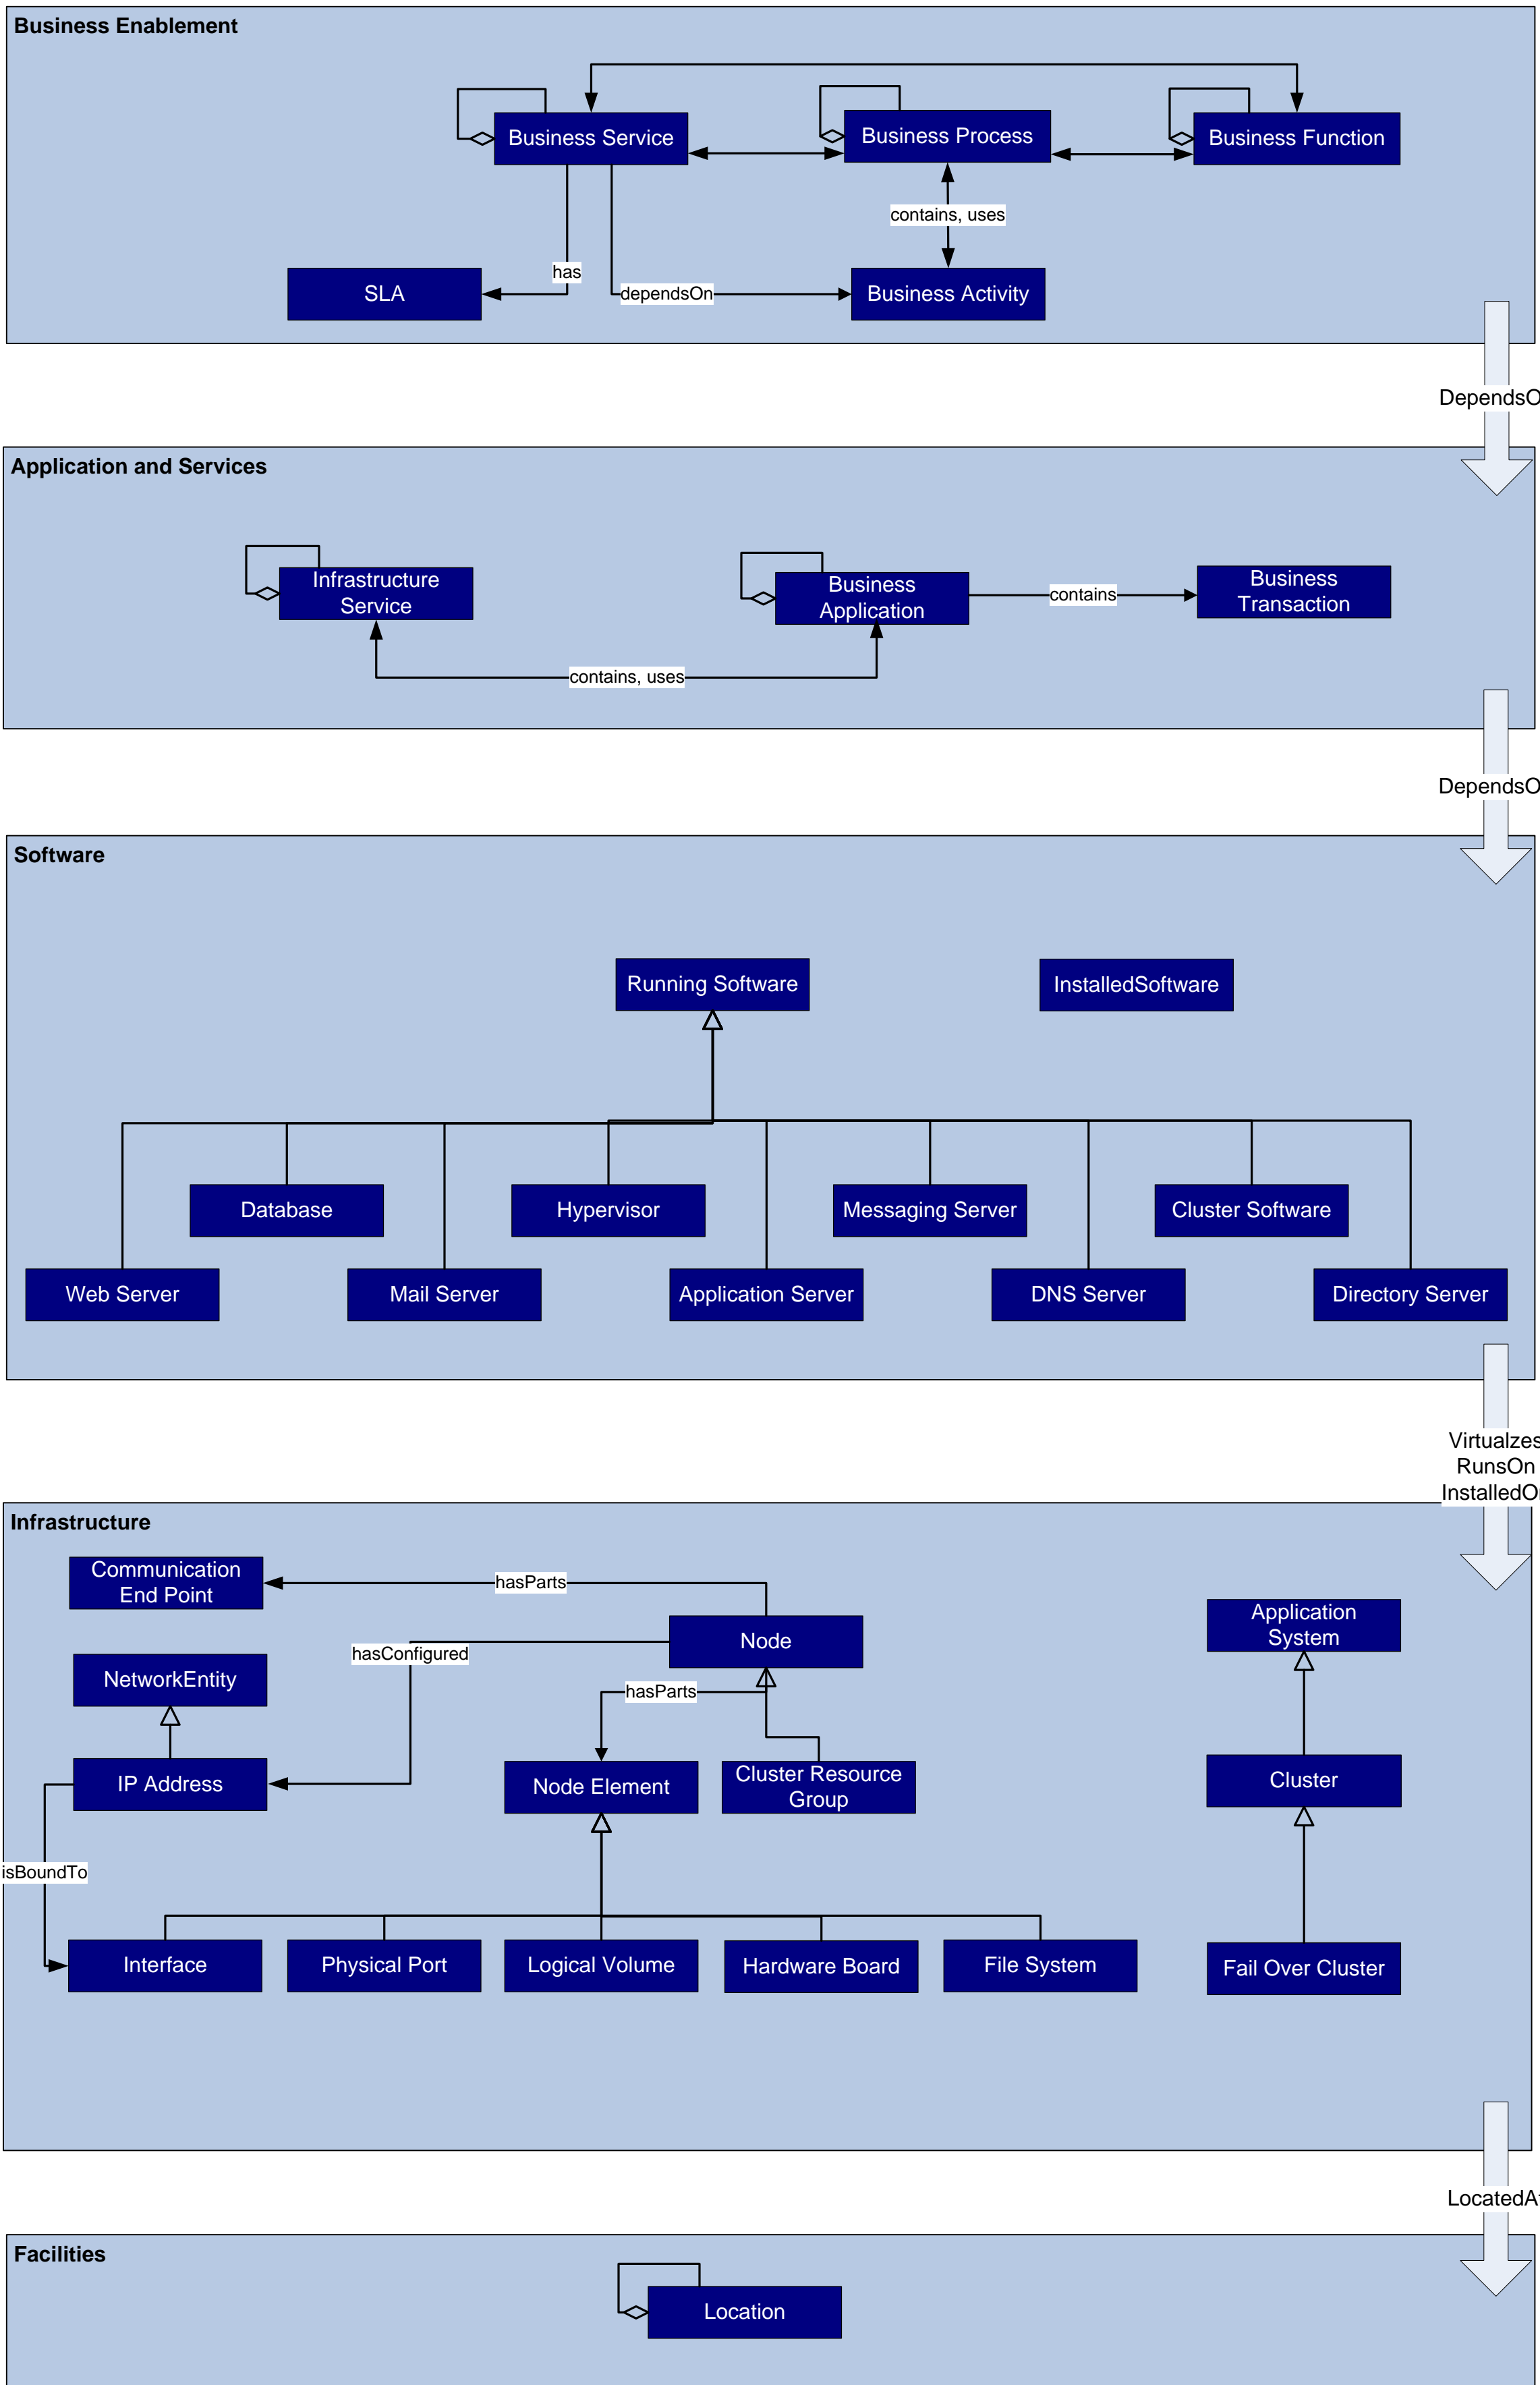 Business Enablement
Business Service
Business Process
Business Function
contains, uses
has
SLA
dependsOn
Business Activity
DependsO
Application and Services
Infrastructure
Service
Business
Application
contains
Business
Transaction
contains, uses
DependsO
Software
Running Software
InstalledSoftware
Database
Hypervisor
Messaging Server
Cluster Software
Web Server
Mail Server
Application Server
DNS Server
Directory Server
Virtualzes
RunsOn
InstalledO
Infrastructure
Communication
End Point
hasParts
Application
System
Node
hasConfigured
NetworkEntity
hasParts
IP Address
Node Element
Cluster Resource
Group
Cluster
isBoundTo
Interface
Physical Port
Logical Volume
Hardware Board
File System
Fail Over Cluster
LocatedAt
Facilities
Location